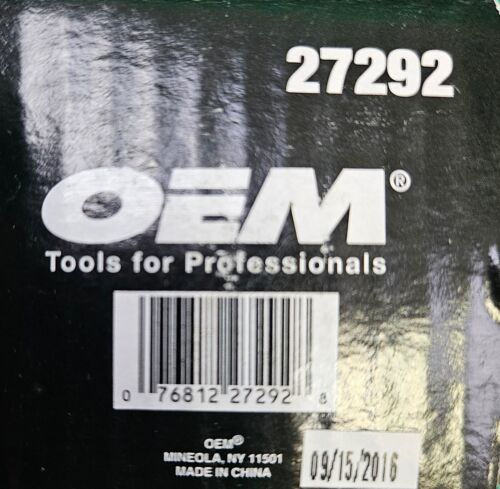 27292
OEM®
Tools for Professionals
0 76812 27292 8
OEM®
MINEOLA, NY 11501
MADE IN CHINA
09/15/2016